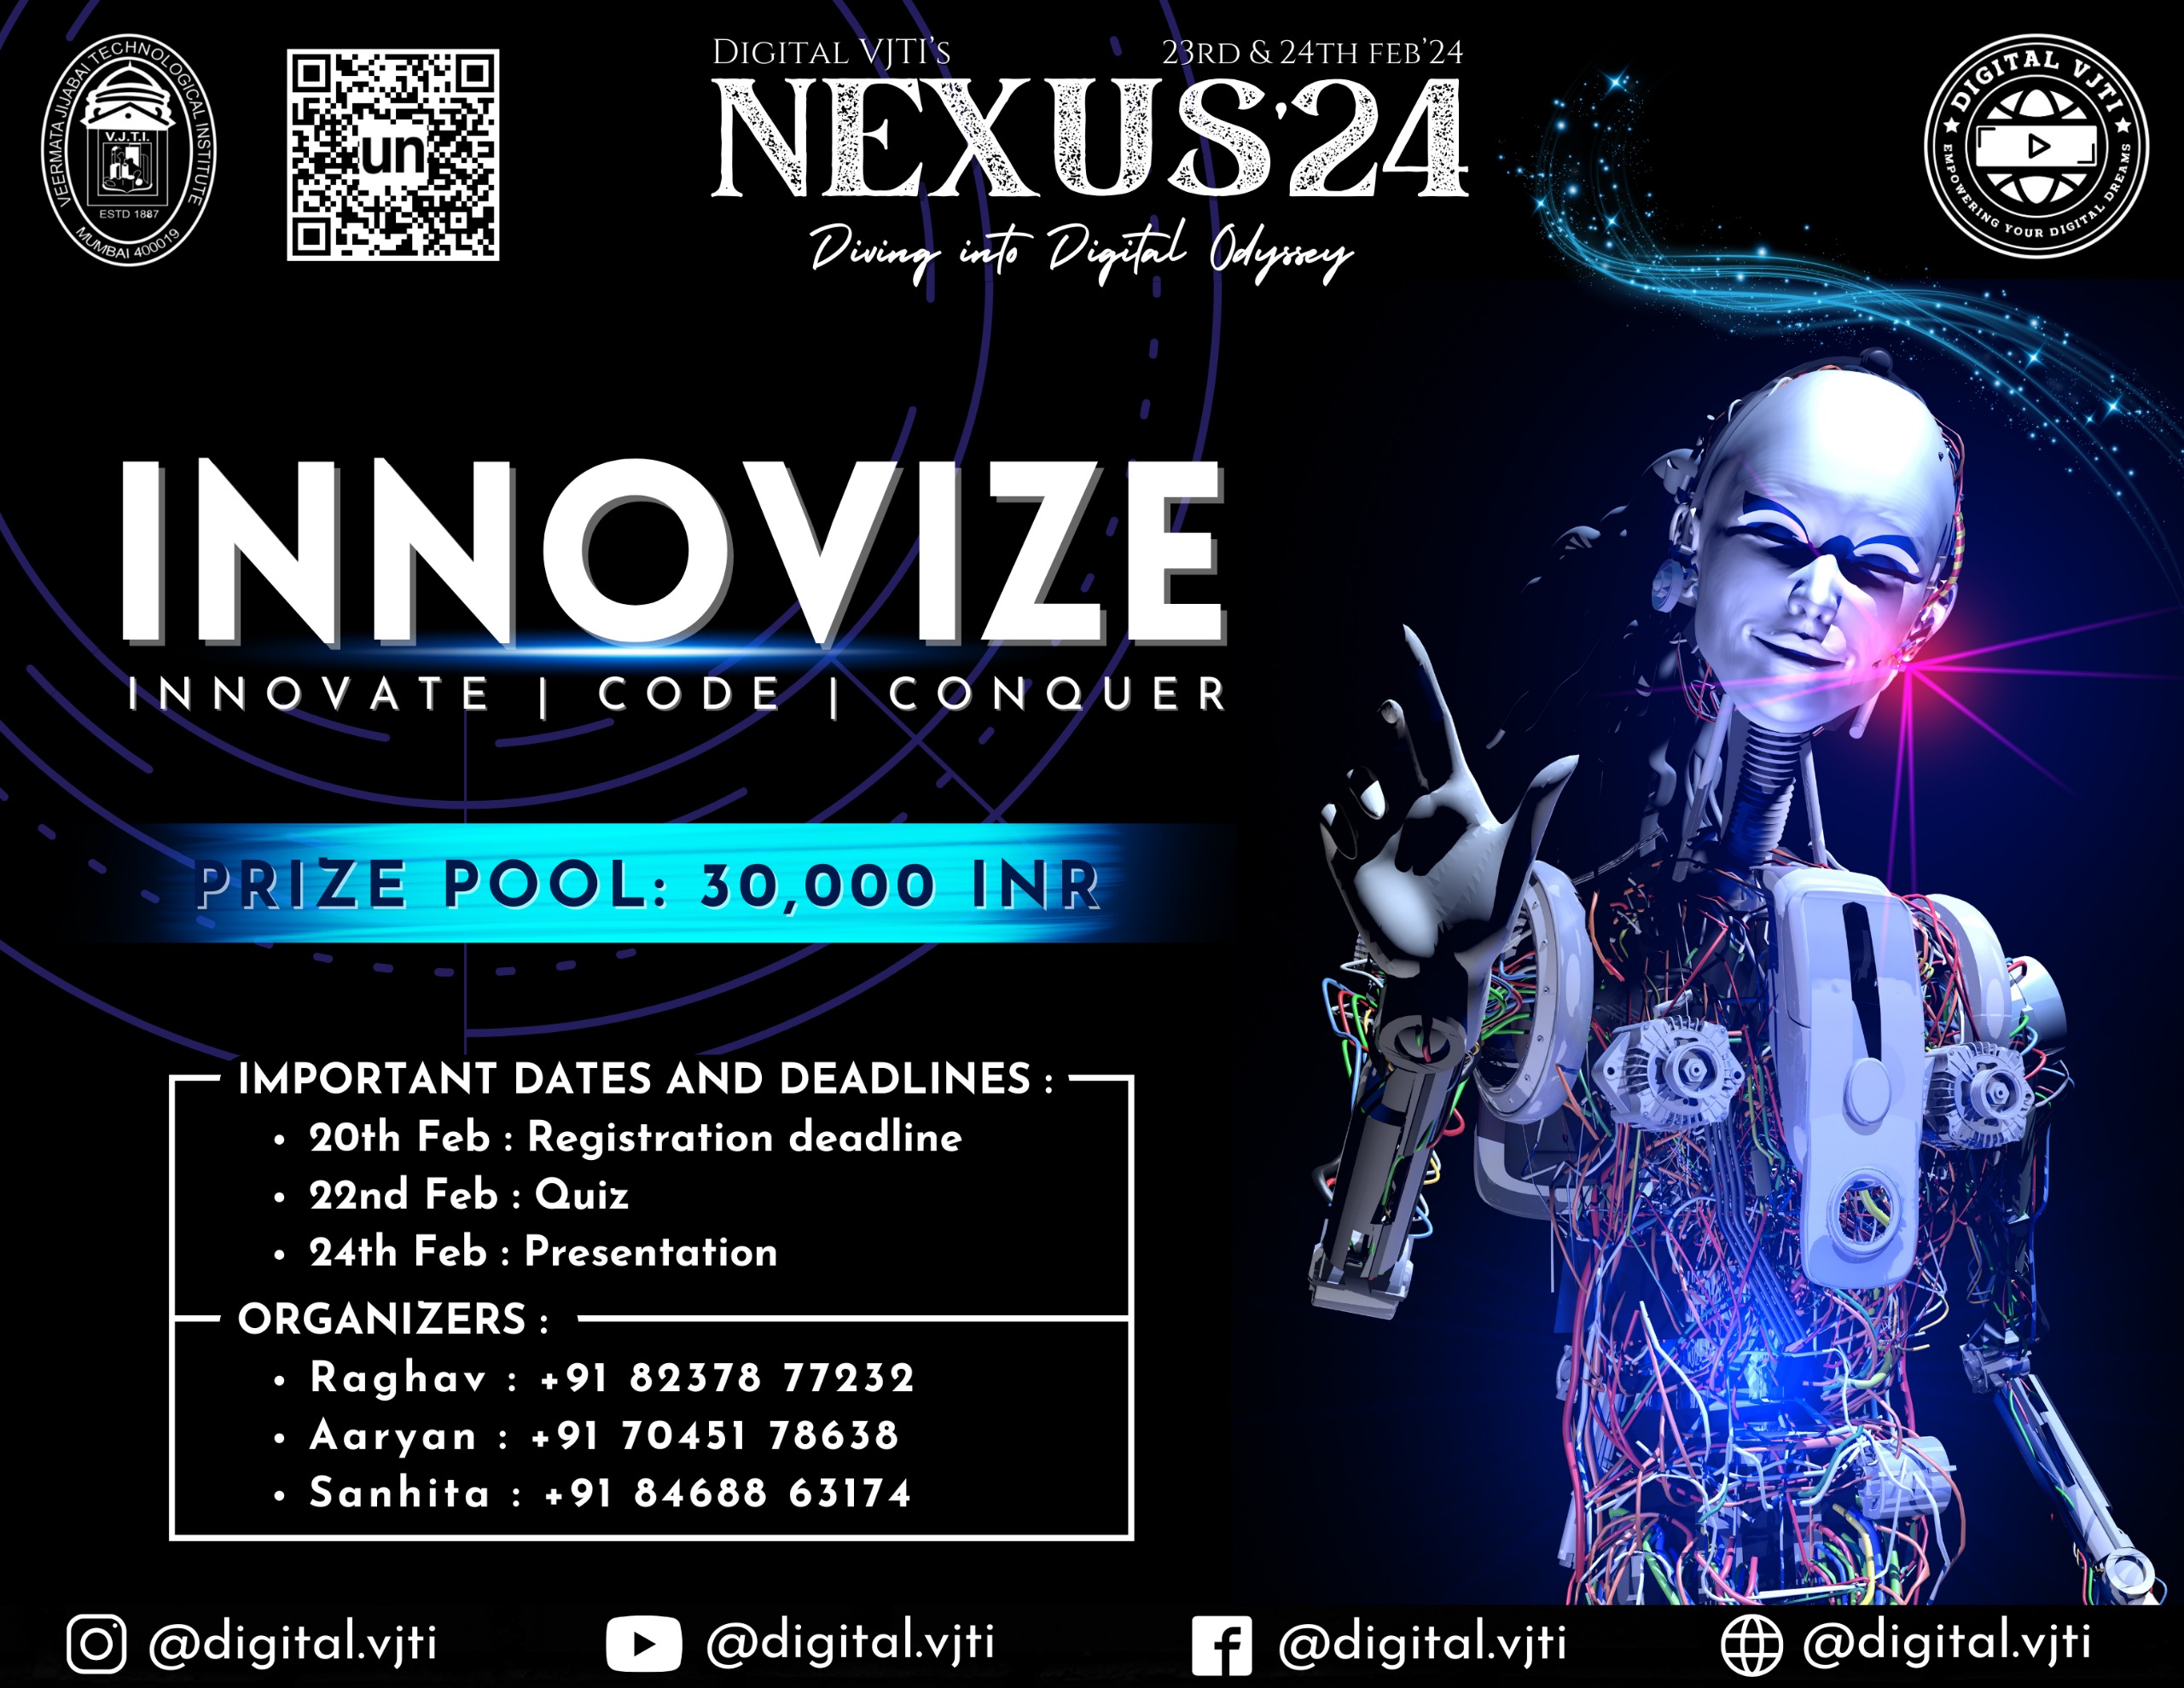 VEERMATA JIJABAI TECHNOLOGICAL INSTITUTE
V.J.T.I.
ESTD 1887
MUMBAI 400019
un
DIGITAL VJTI'S
23RD & 24TH FEB'24
NEXUS'24
Diving into Digital Odyssey
DIGITAL VJTI
EMPOWERING YOUR DIGITAL DREAMS
INNOVIZE
INNOVATE | CODE | CONQUER
PRIZE POOL: 30,000 INR
IMPORTANT DATES AND DEADLINES :
• 20th Feb : Registration deadline
• 22nd Feb : Quiz
• 24th Feb : Presentation
ORGANIZERS :
• Raghav : +91 82378 77232
• Aaryan : +91 70451 78638
• Sanhita : +91 84688 63174
@digital.vjti
@digital.vjti
@digital.vjti
@digital.vjti